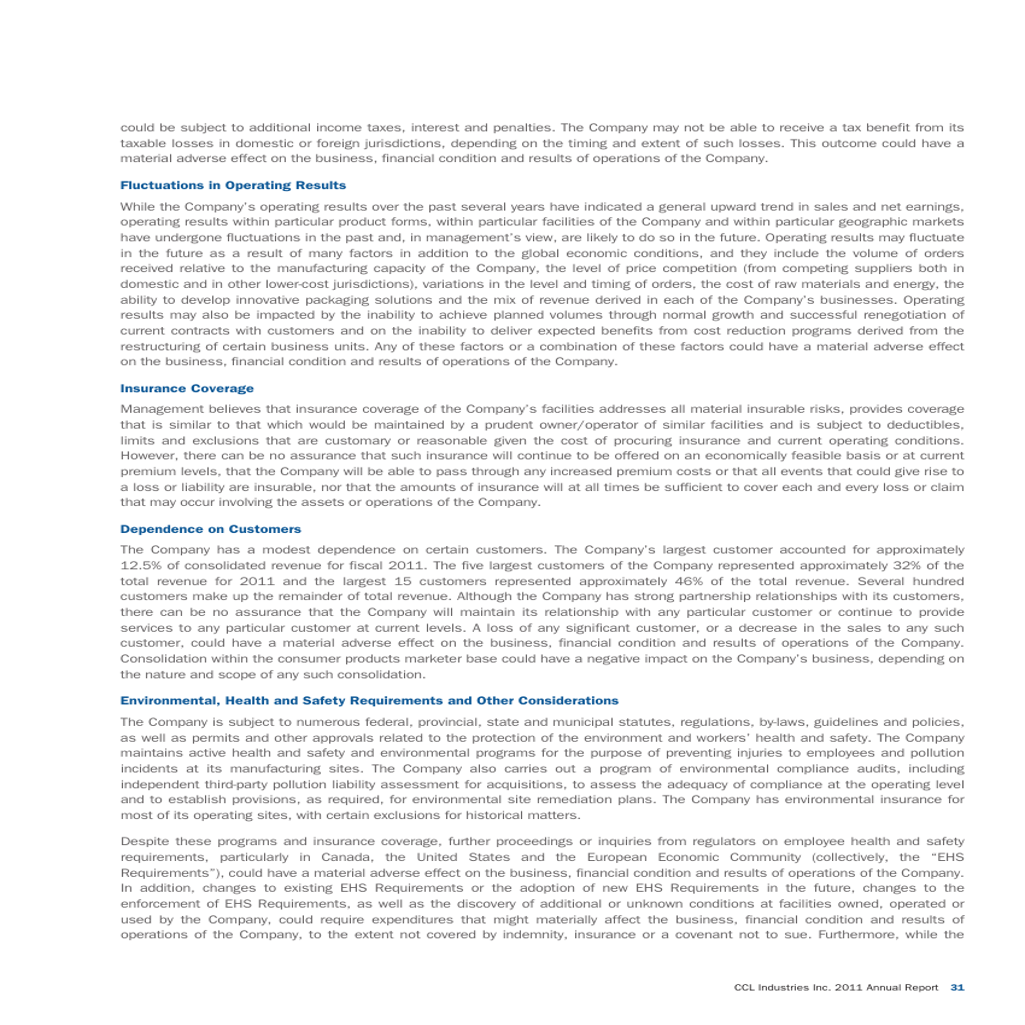 could be subject to additional income taxes, interest and penalties. The Company may not be able to receive a tax benefit from its
taxable losses in domestic or foreign jurisdictions, depending on the timing and extent of such losses. This outcome could have a
material adverse effect on the business, financial condition and results of operations of the Company.
Fluctuations in Operating Results
While the Company's operating results over the past several years have indicated a general upward trend in sales and net earnings,
operating results within particular product forms, within particular facilities of the Company and within particular geographic markets
have undergone fluctuations in the past and, in management's view, are likely to do so in the future. Operating results may fluctuate
in the future as a result of many factors in addition to the global economic conditions, and they include the volume of orders
received relative to the manufacturing capacity of the Company, the level of price competition (from competing suppliers both in
domestic and in other lower-cost jurisdictions), variations in the level and timing of orders, the cost of raw materials and energy, the
ability to develop innovative packaging solutions and the mix of revenue derived in each of the Company's businesses. Operating
results may also be impacted by the inability to achieve planned volumes through normal growth and successful renegotiation of
current contracts with customers and on the inability to deliver expected benefits from cost reduction programs derived from the
restructuring of certain business units. Any of these factors or a combination of these factors could have a material adverse effect
on the business, financial condition and results of operations of the Company.
Insurance Coverage
Management believes that insurance coverage of the Company's facilities addresses all material insurable risks, provides coverage
that is similar to that which would be maintained by a prudent owner/operator of similar facilities and is subject to deductibles,
limits and exclusions that are customary or reasonable given the cost of procuring insurance and current operating conditions.
However, there can be no assurance that such insurance will continue to be offered on an economically feasible basis or at current
premium levels, that the Company will be able to pass through any increased premium costs or that all events that could give rise to
a loss or liability are insurable, nor that the amounts of insurance will at all times be sufficient to cover each and every loss or claim
that may occur involving the assets or operations of the Company.
Dependence on Customers
The Company has a modest dependence on certain customers. The Company's largest customer accounted for approximately
12.5% of consolidated revenue for fiscal 2011. The five largest customers of the Company represented approximately 32% of the
total revenue for 2011 and the largest 15 customers represented approximately 46% of the total revenue. Several hundred
customers make up the remainder of total revenue. Although the Company has strong partnership relationships with its customers,
there can be no assurance that the Company will maintain its relationship with any particular customer or continue to provide
services to any particular customer at current levels. A loss of any significant customer, or a decrease in the sales to any such
customer, could have a material adverse effect on the business, financial condition and results of operations of the Company.
Consolidation within the consumer products marketer base could have a negative impact on the Company's business, depending on
the nature and scope of any such consolidation.
Environmental, Health and Safety Requirements and Other Considerations
The Company is subject to numerous federal, provincial, state and municipal statutes, regulations, by-laws, guidelines and policies,
as well as permits and other approvals related to the protection of the environment and workers' health and safety. The Company
maintains active health and safety and environmental programs for the purpose of preventing injuries to employees and pollution
incidents at its manufacturing sites. The Company also carries out a program of environmental compliance audits, including
independent third-party pollution liability assessment for acquisitions, to assess the adequacy of compliance at the operating level
and to establish provisions, as required, for environmental site remediation plans. The Company has environmental insurance for
most of its operating sites, with certain exclusions for historical matters.
Despite these programs and insurance coverage, further proceedings or inquiries from regulators on employee health and safety
requirements, particularly in Canada, the United States and the European Economic Community (collectively, the “EHS
Requirements”), could have a material adverse effect on the business, financial condition and results of operations of the Company.
In addition, changes to existing EHS Requirements or the adoption of new EHS Requirements in the future, changes to the
enforcement of EHS Requirements, as well as the discovery of additional or unknown conditions at facilities owned, operated or
used by the Company, could require expenditures that might materially affect the business, financial condition and results of
operations of the Company, to the extent not covered by indemnity, insurance or a covenant not to sue. Furthermore, while the
CCL Industries Inc. 2011 Annual Report 31